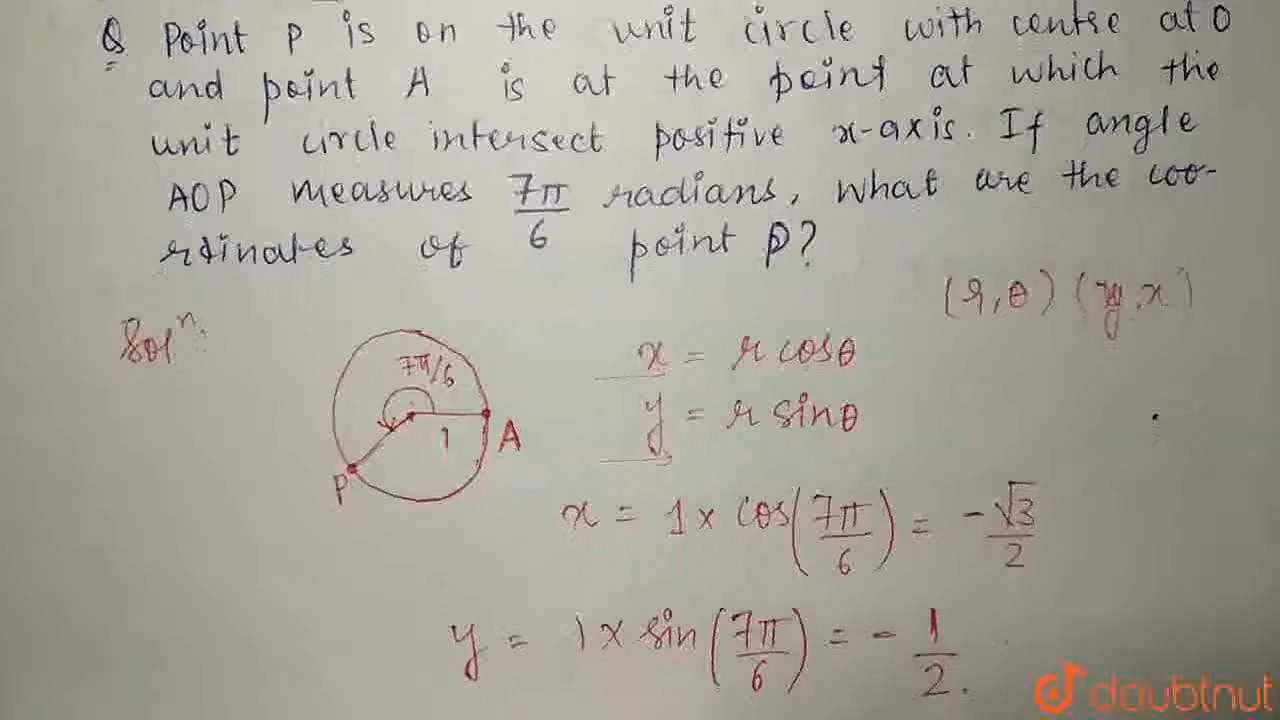 Q Point P is on the unit circle with centre at O
and point A is at the point at which the
unit circle intersect positive x-axis. If angle
AOP measures 7π/6 radians, what are the coo-
rdinates of point P?
(r,θ) (y,x)
Solⁿ.
x = r cosθ
7π/6
y = r sinθ
1 A
P
x = 1 × cos(7π/6) = -√3/2
y = 1 × sin(7π/6) = -1/2.
doubtnut